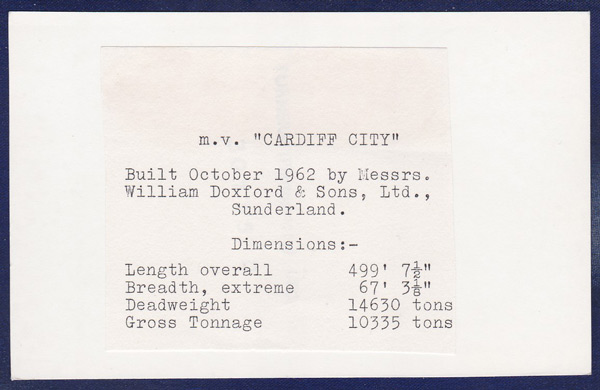 m.v. "CARDIFF CITY"
Built October 1962 by Messrs.
William Doxford & Sons, Ltd.,
Sunderland.
Dimensions:-
Length overall 499' 7½"
Breadth, extreme 67' 3⅛"
Deadweight 14630 tons
Gross Tonnage 10335 tons